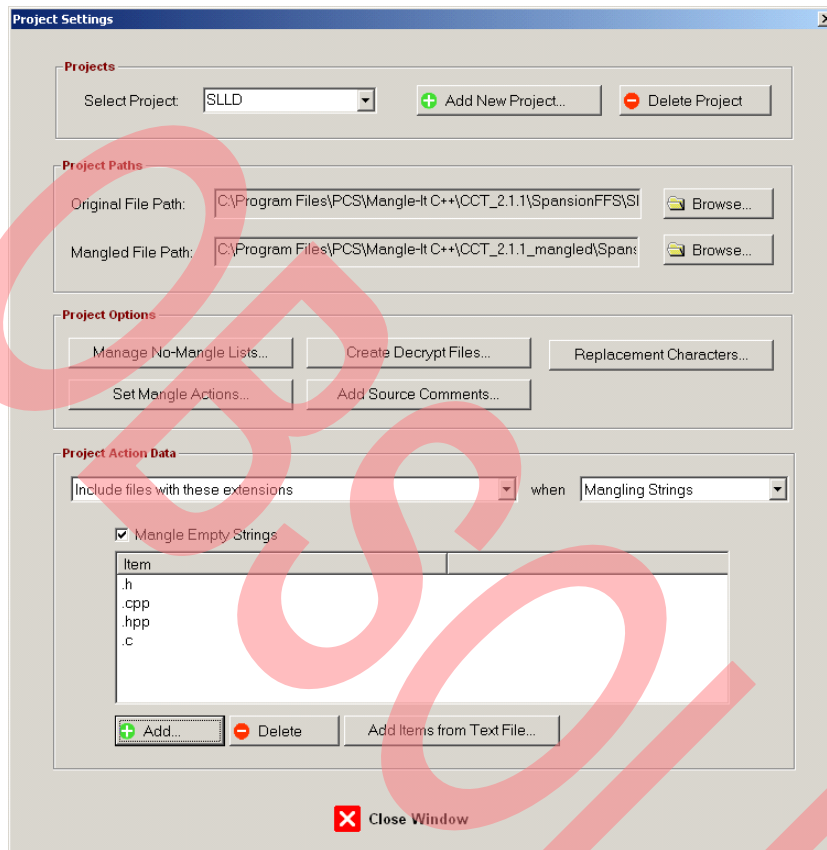 Project Settings
Projects
Select Project: SLLD Add New Project... Delete Project
Project Paths
Original File Path: C:\Program Files\PCS\Mangle-It C++\CCT_2.1.1\SpansionFFS\Sl Browse...
Mangled File Path: C:\Program Files\PCS\Mangle-It C++\CCT_2.1.1_mangled\Spans Browse...
Project Options
Manage No-Mangle Lists... Create Decrypt Files... Replacement Characters...
Set Mangle Actions... Add Source Comments...
Project Action Data
Include files with these extensions when Mangling Strings
Mangle Empty Strings
Item
.h
.cpp
.hpp
.c
Add... Delete Add Items from Text File...
Close Window
OBSOL